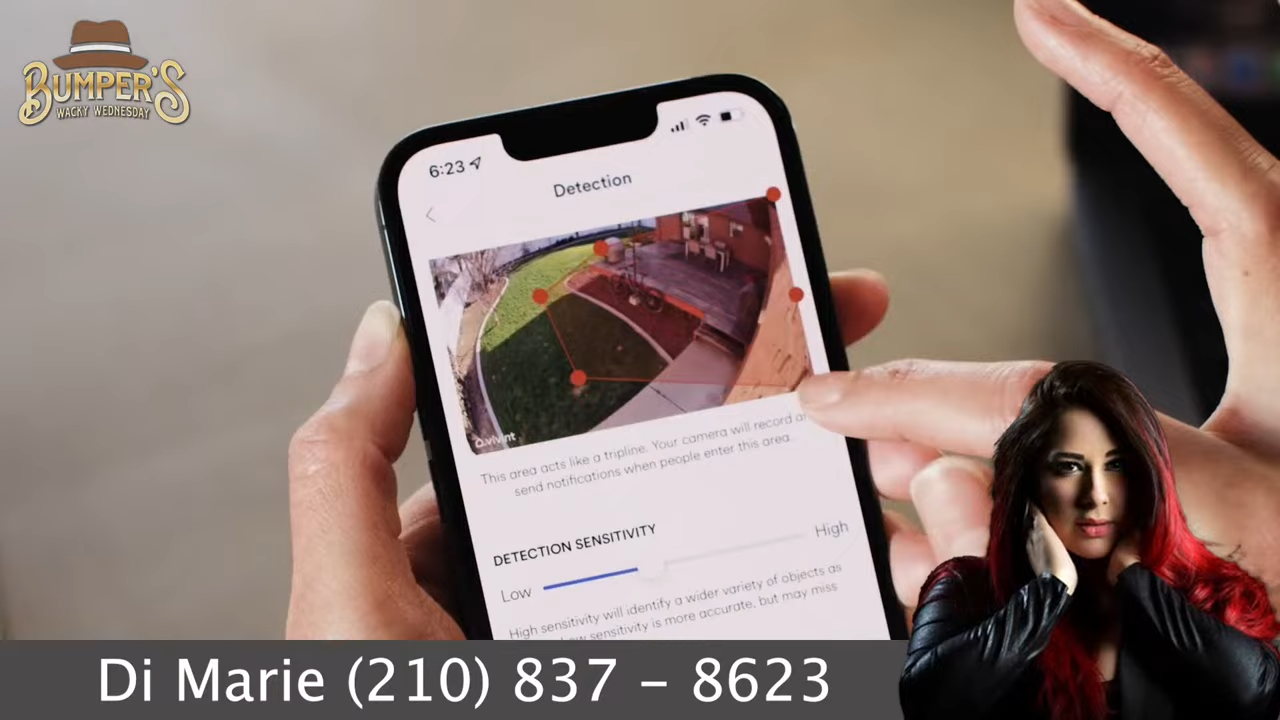 BUMPER'S
WACKY WEDNESDAY
6:23
Detection
vivint
This area acts like a tripline. Your camera will record
send notifications when people enter this area.
DETECTION SENSITIVITY
Low
High
High sensitivity will identify a wider variety of objects as
sensitivity is more accurate, but may miss
Di Marie (210) 837 – 8623